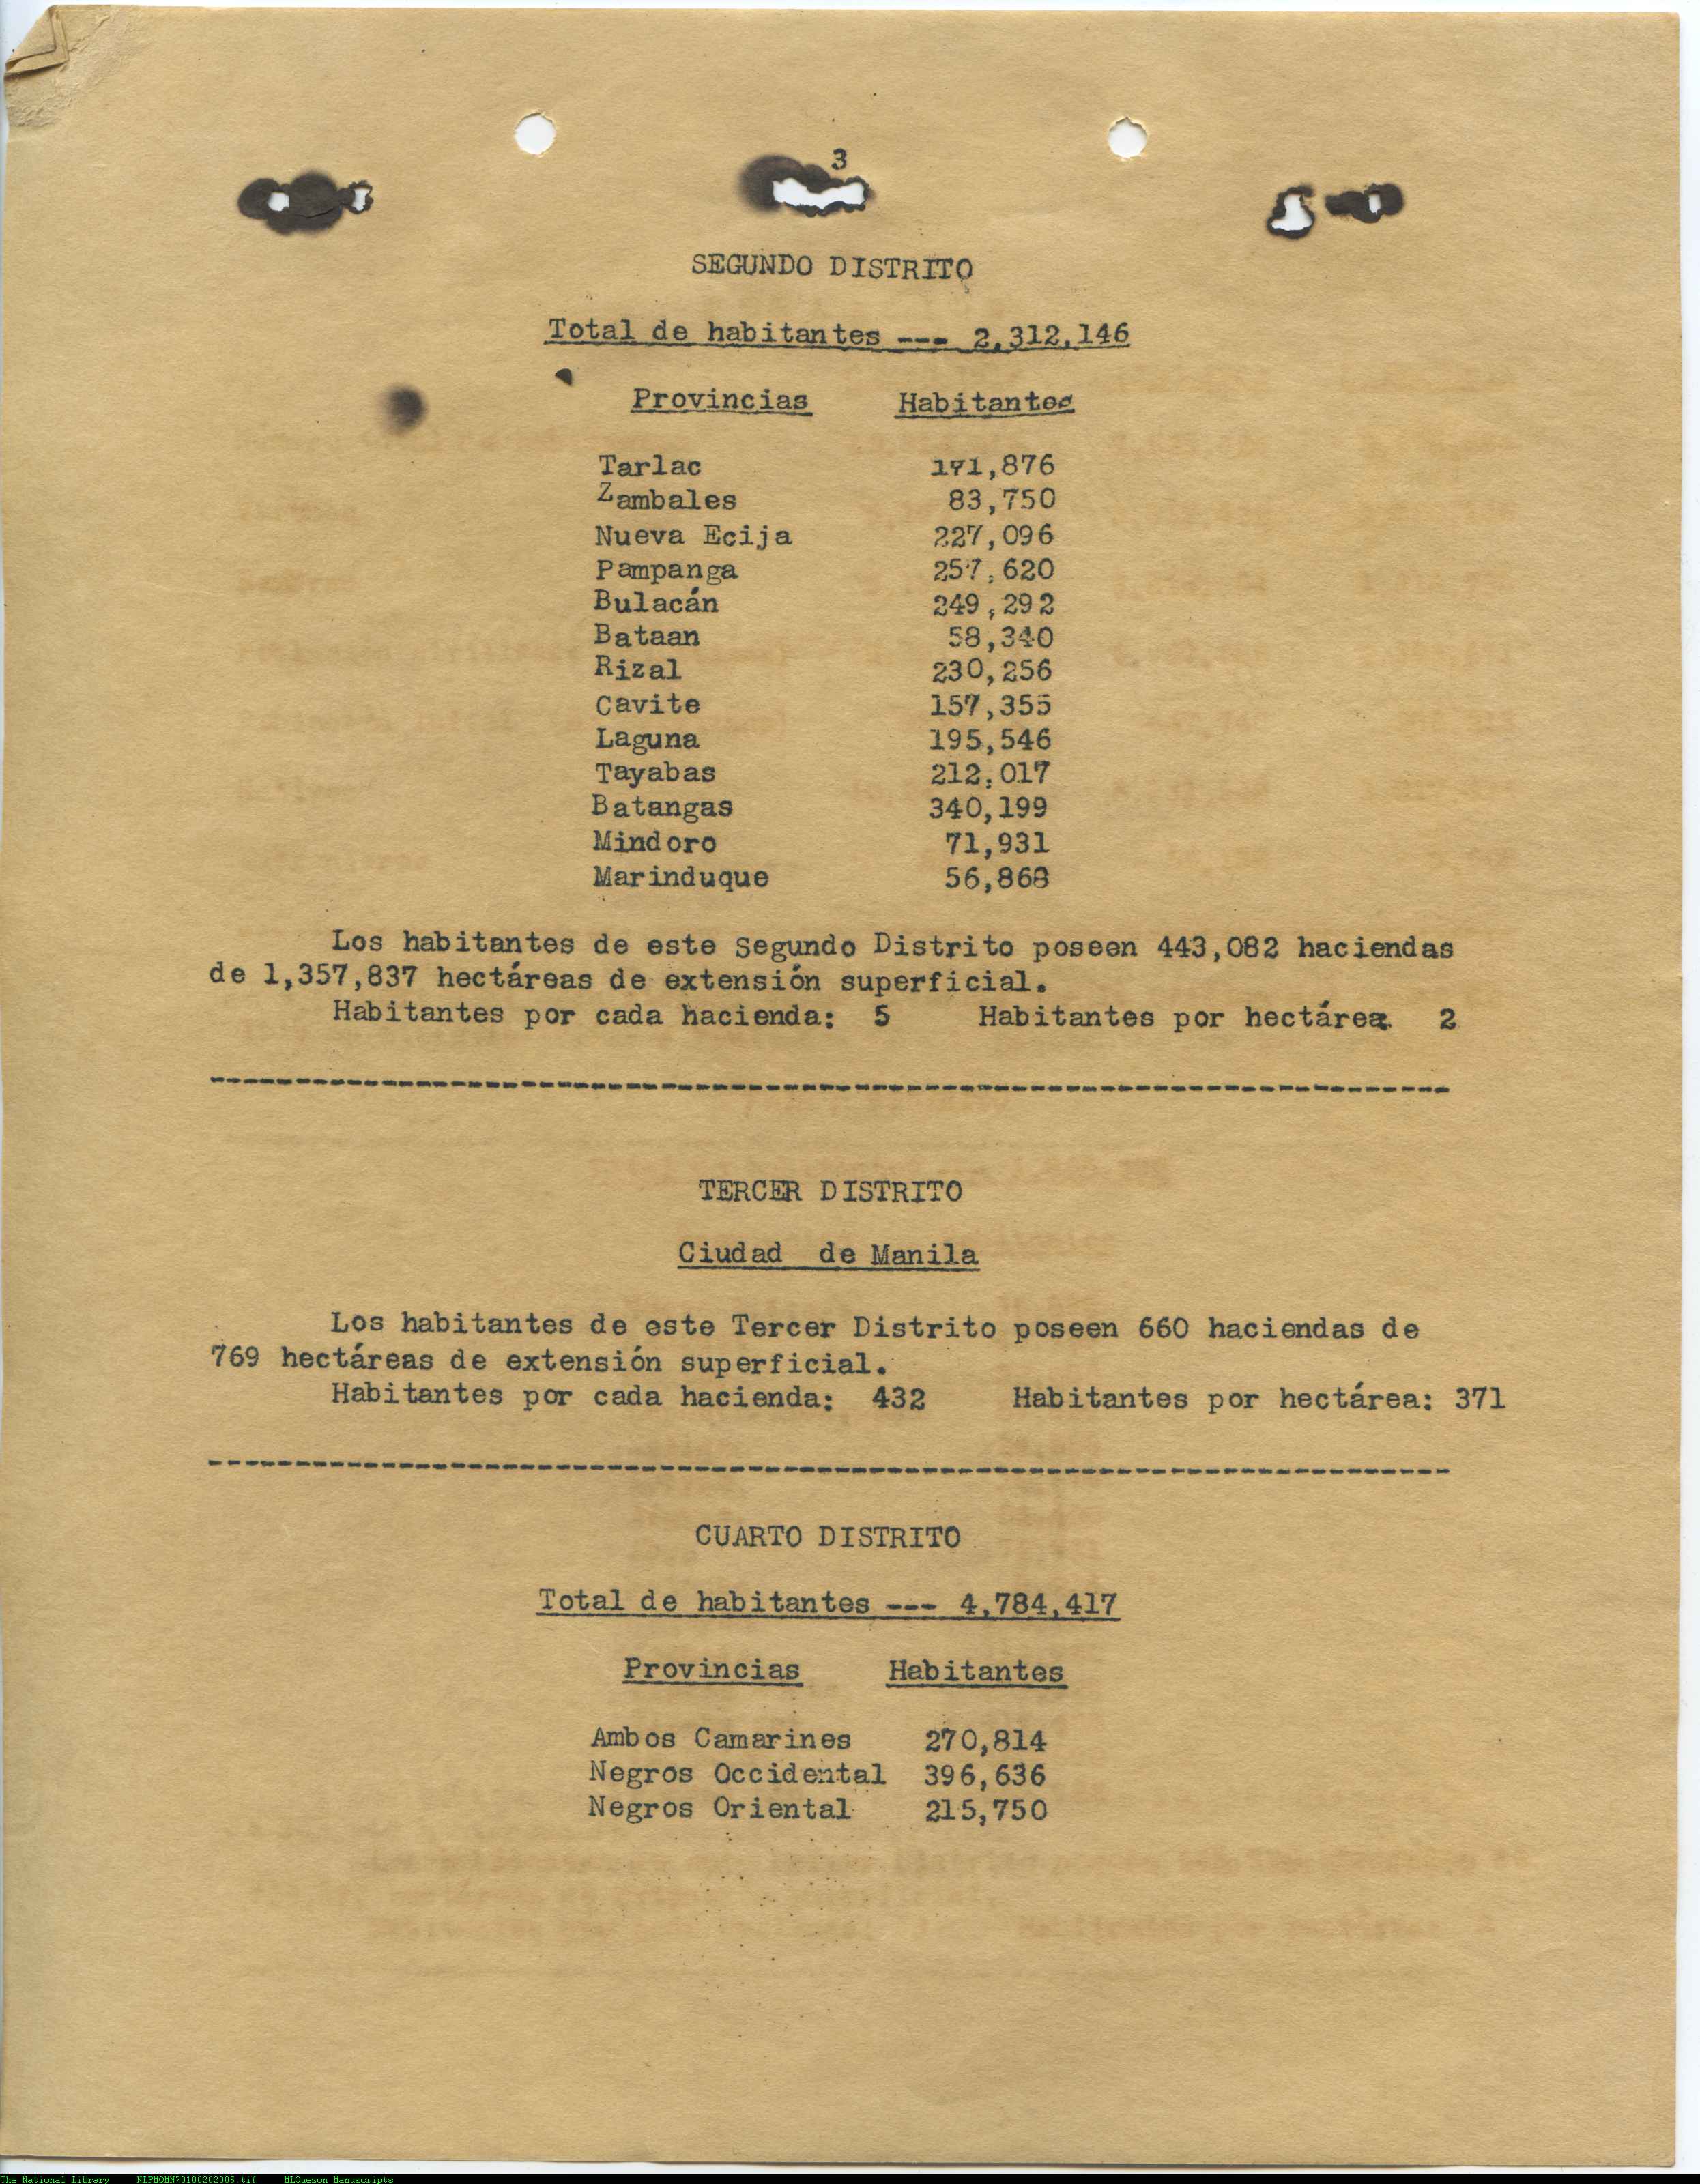 3
SEGUNDO DISTRITO
Total de habitantes --- 2,312,146
Provincias Habitantes
Tarlac 171,876
Zambales 83,750
Nueva Ecija 227,096
Pampanga 257,620
Bulacán 249,292
Bataan 58,340
Rizal 230,256
Cavite 157,355
Laguna 195,546
Tayabas 212,017
Batangas 340,199
Mindoro 71,931
Marinduque 56,868
Los habitantes de este Segundo Distrito poseen 443,082 haciendas
de 1,357,837 hectáreas de extensión superficial.
Habitantes por cada hacienda: 5 Habitantes por hectárea 2
TERCER DISTRITO
Ciudad de Manila
Los habitantes de este Tercer Distrito poseen 660 haciendas de
769 hectáreas de extensión superficial.
Habitantes por cada hacienda: 432 Habitantes por hectárea: 371
CUARTO DISTRITO
Total de habitantes --- 4,784,417
Provincias Habitantes
Ambos Camarines 270,814
Negros Occidental 396,636
Negros Oriental 215,750
The National Library NLPMQMN70100202005.tif MLQuezon Manuscripts